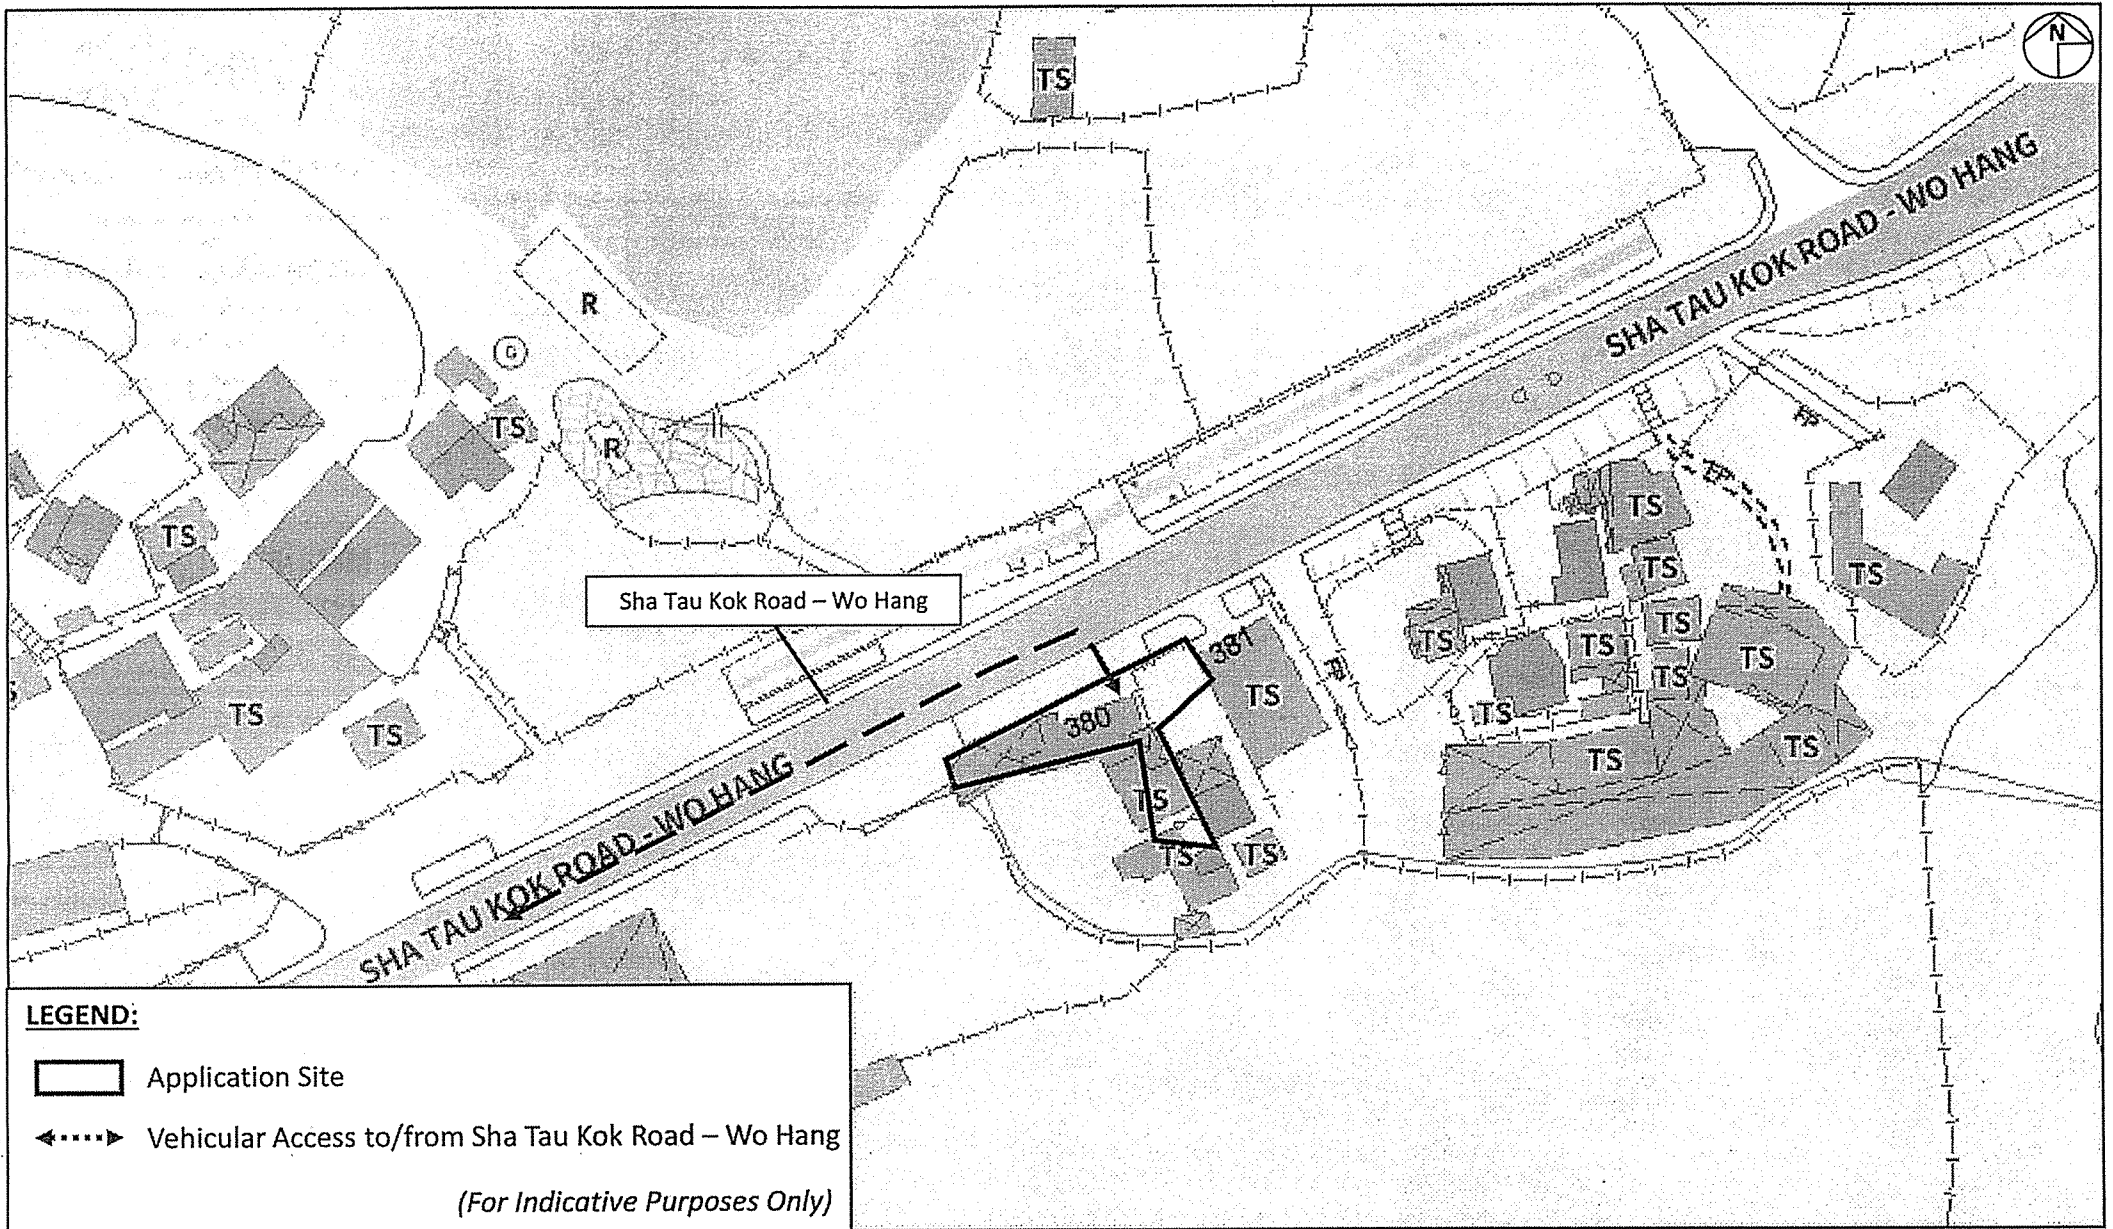 N
TS
SHA TAU KOK ROAD - WO HANG
R
G
TS
R
TS
TS
TS
TS
Sha Tau Kok Road – Wo Hang
381
TS
TS
TS
TS
TS
TS
380
TS
TS
TS
TS
TS
TS
TS
TS
TS
SHA TAU KOK ROAD - WO HANG
LEGEND:
Application Site
Vehicular Access to/from Sha Tau Kok Road – Wo Hang
(For Indicative Purposes Only)